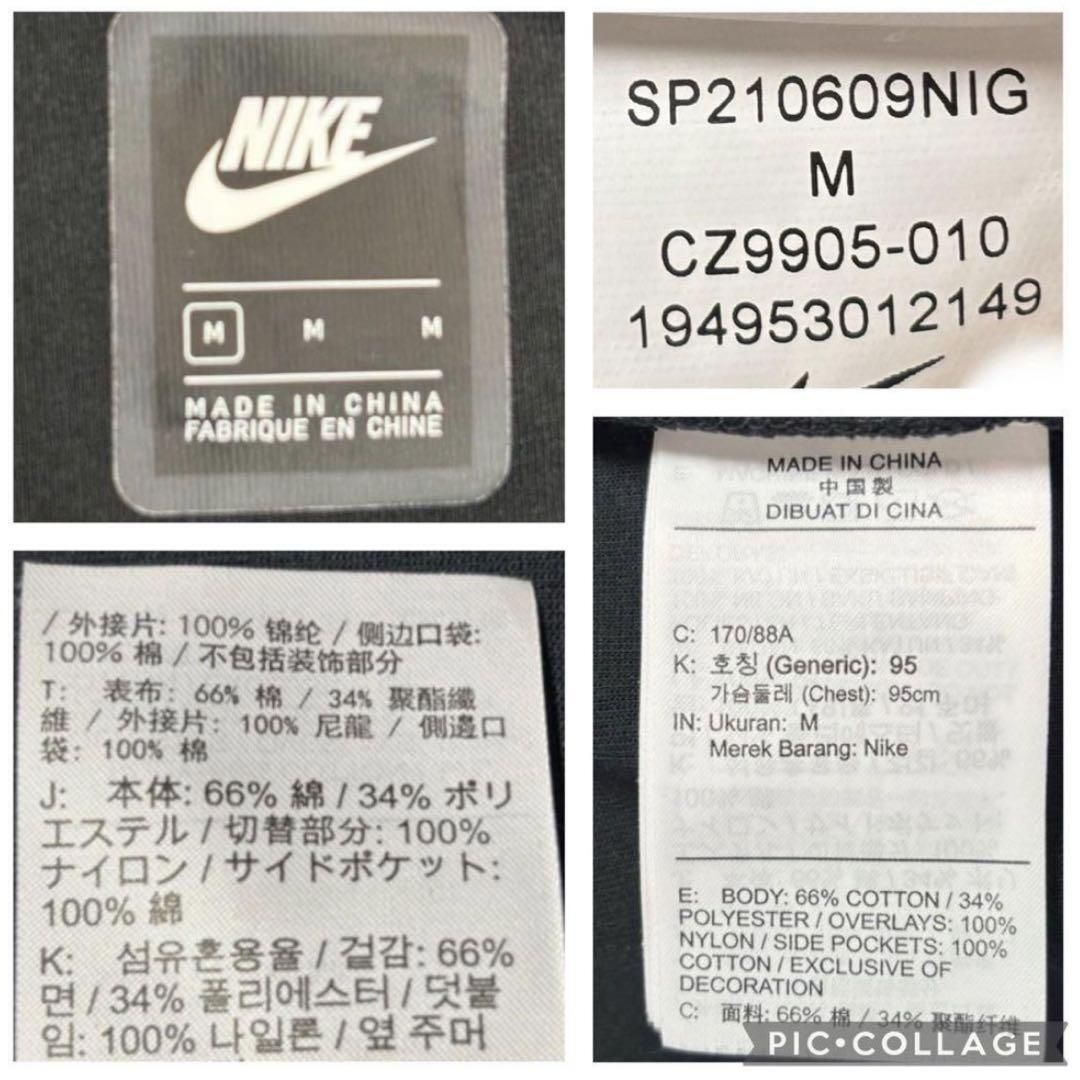 NIKE
M M M
MADE IN CHINA
FABRIQUE EN CHINE
SP210609NIG
M
CZ9905-010
194953012149
/ 外接片: 100% 锦纶 / 侧边口袋:
100% 棉 / 不包括装饰部分
T: 表布: 66% 棉 / 34% 聚酯纖
維 / 外接片: 100% 尼龍 / 側邊口
袋: 100% 棉
J: 本体: 66% 綿 / 34% ポリ
エステル / 切替部分: 100%
ナイロン / サイドポケット:
100% 綿
K: 섬유혼용율 / 겉감: 66%
면 / 34% 폴리에스터 / 덧붙
임: 100% 나일론 / 옆 주머
MADE IN CHINA
中国製
DIBUAT DI CINA
C: 170/88A
K: 호칭 (Generic): 95
가슴둘레 (Chest): 95cm
IN: Ukuran: M
Merek Barang: Nike
E: BODY: 66% COTTON / 34%
POLYESTER / OVERLAYS: 100%
NYLON / SIDE POCKETS: 100%
COTTON / EXCLUSIVE OF
DECORATION
C: 面料: 66% 棉 / 34% 聚酯纤维
PIC•COLLAGE